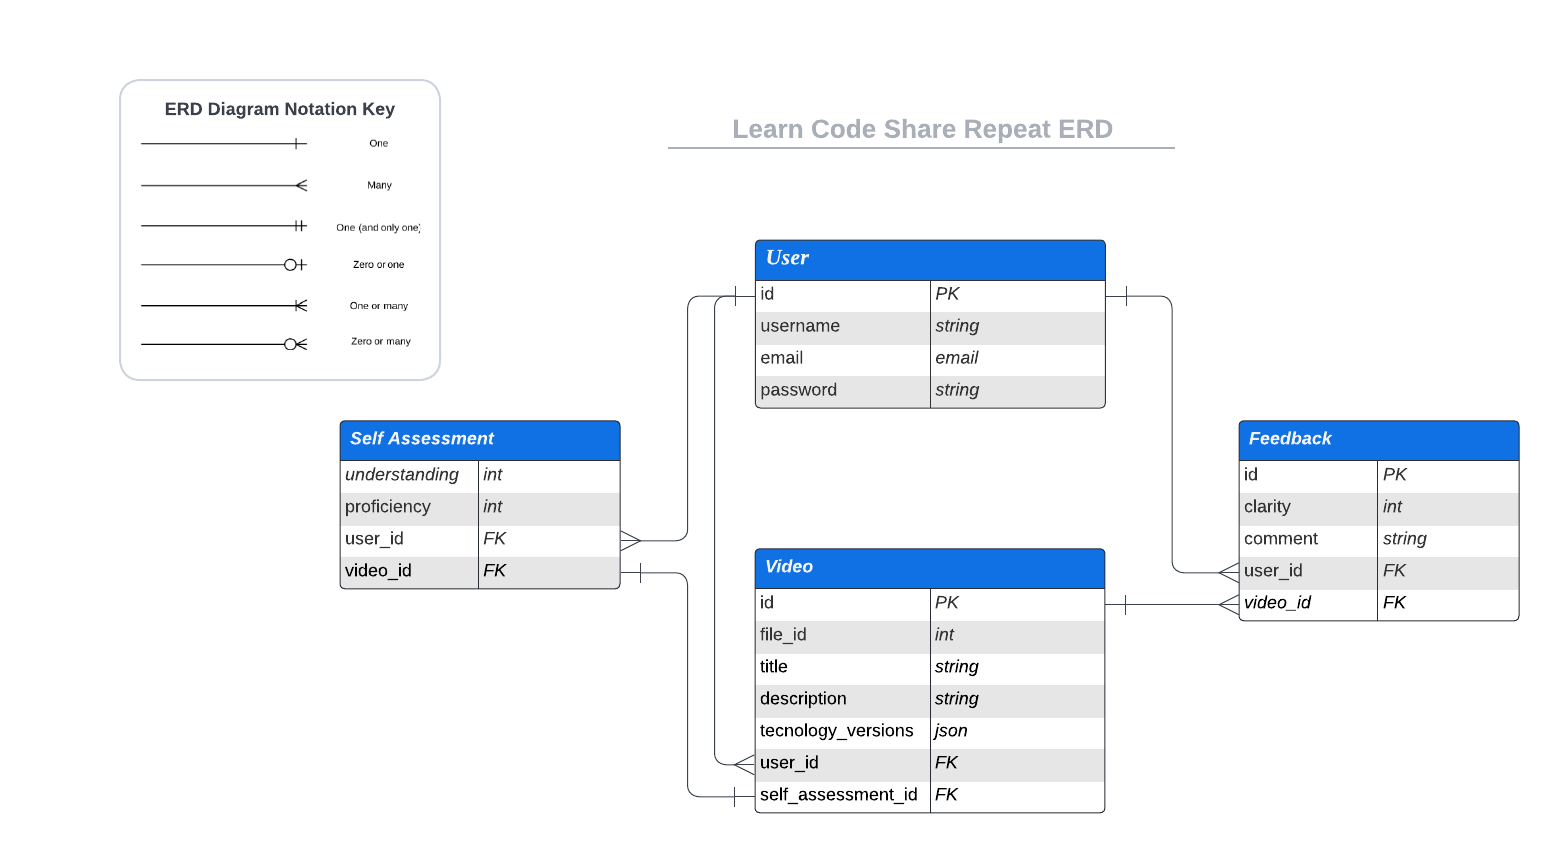 ERD Diagram Notation Key
One
Many
One (and only one)
Zero or one
One or many
Zero or many
Learn Code Share Repeat ERD
User
id PK
username string
email email
password string
Self Assessment
understanding int
proficiency int
user_id FK
video_id FK
Video
id PK
file_id int
title string
description string
tecnology_versions json
user_id FK
self_assessment_id FK
Feedback
id PK
clarity int
comment string
user_id FK
video_id FK